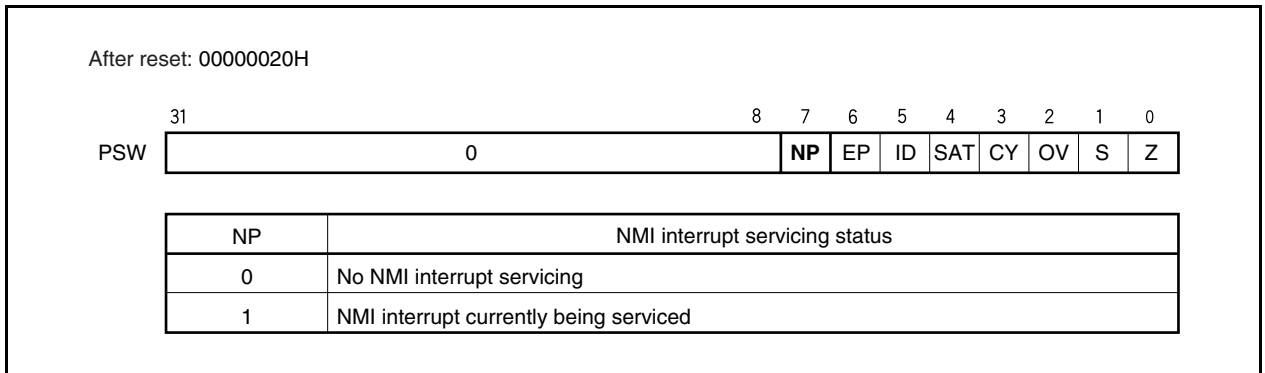 After reset: 00000020H
31 8 7 6 5 4 3 2 1 0
PSW 0 NP EP ID SAT CY OV S Z
NP NMI interrupt servicing status
0 No NMI interrupt servicing
1 NMI interrupt currently being serviced